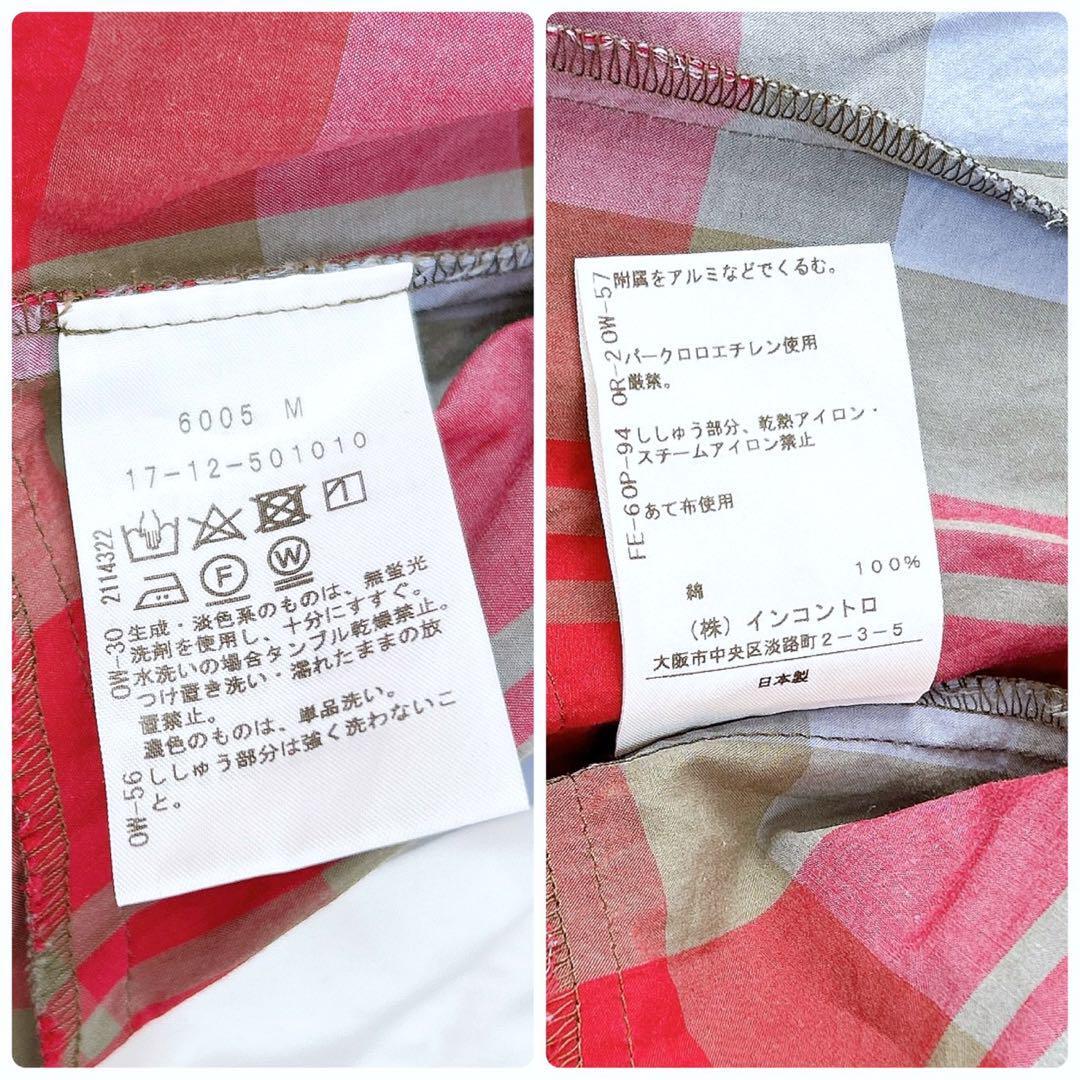 6005 M
17-12-501010
F
W
2114322
OW-30
生成・淡色系のものは、無蛍光
洗剤を使用し、十分にすすぐ。
水洗いの場合タンブル乾燥禁止。
つけ置き洗い・濡れたままの放
置禁止。
濃色のものは、単品洗い。
OW-56
ししゅう部分は強く洗わないこ
と。
OW-57
附属をアルミなどでくるむ。
OR-2
パークロロエチレン使用
厳禁。
OP-94
ししゅう部分、乾熱アイロン・
スチームアイロン禁止
FE-6
あて布使用
綿 100%
(株)インコントロ
大阪市中央区淡路町2-3-5
日本製